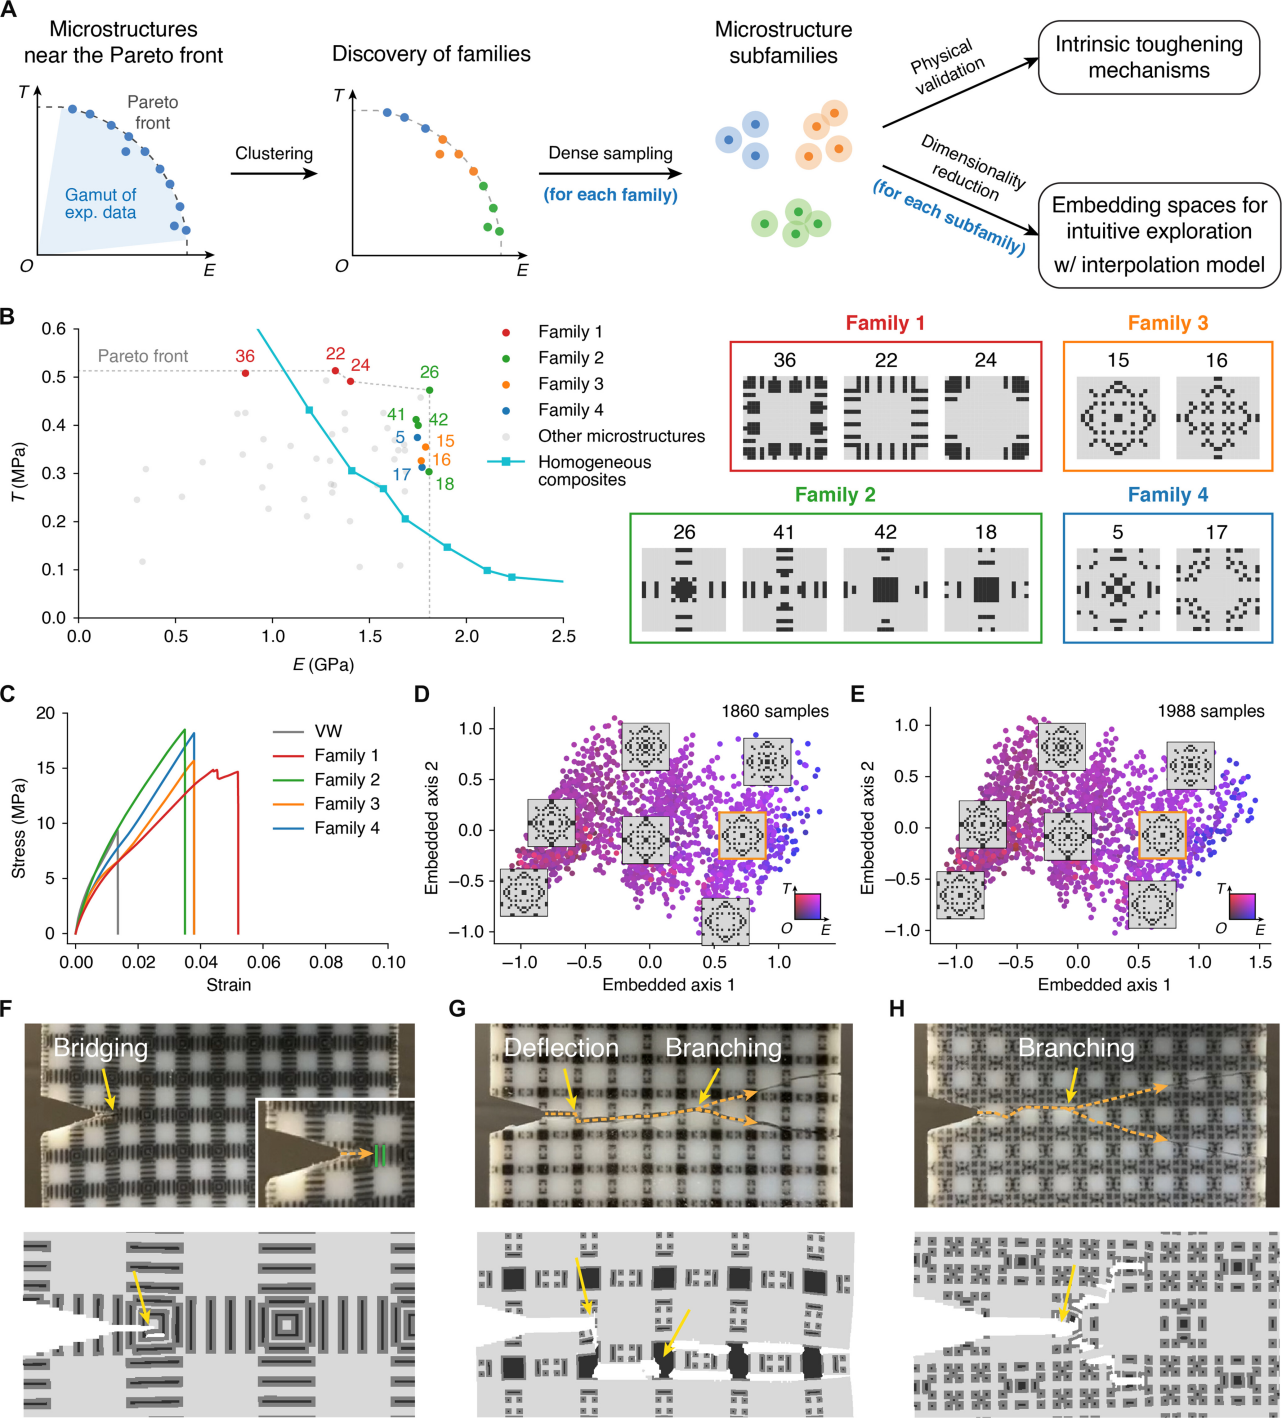 A
Microstructures
near the Pareto front
T
Pareto
front
Gamut of
exp. data
O
E
Clustering
Discovery of families
T
O
E
Dense sampling
(for each family)
Microstructure
subfamilies
Physical
validation
Intrinsic toughening
mechanisms
Dimensionality
reduction
(for each subfamily)
Embedding spaces for
intuitive exploration
w/ interpolation model
B
0.6
0.5
0.4
0.3
0.2
0.1
0.0
T (MPa)
0.0 0.5 1.0 1.5 2.0 2.5
E (GPa)
Pareto front
36
22
24
26
41
42
5
15
16
17
18
Family 1
Family 2
Family 3
Family 4
Other microstructures
Homogeneous
composites
Family 1
36 22 24
Family 3
15 16
Family 2
26 41 42 18
Family 4
5 17
C
20
15
10
5
0
Stress (MPa)
0.00 0.02 0.04 0.06 0.08 0.10
Strain
VW
Family 1
Family 2
Family 3
Family 4
D
1860 samples
1.0
0.5
0.0
−0.5
−1.0
Embedded axis 2
−1.0 −0.5 0.0 0.5 1.0
Embedded axis 1
T
O E
E
1988 samples
1.0
0.5
0.0
−0.5
−1.0
Embedded axis 2
−1.0 −0.5 0.0 0.5 1.0 1.5
Embedded axis 1
T
O E
F
Bridging
G
Deflection
Branching
H
Branching